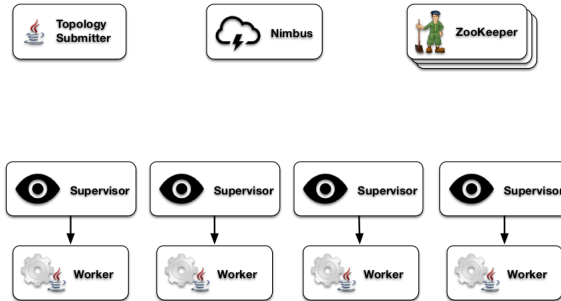 Topology
Submitter
Nimbus
ZooKeeper
Supervisor
Supervisor
Supervisor
Supervisor
Worker
Worker
Worker
Worker